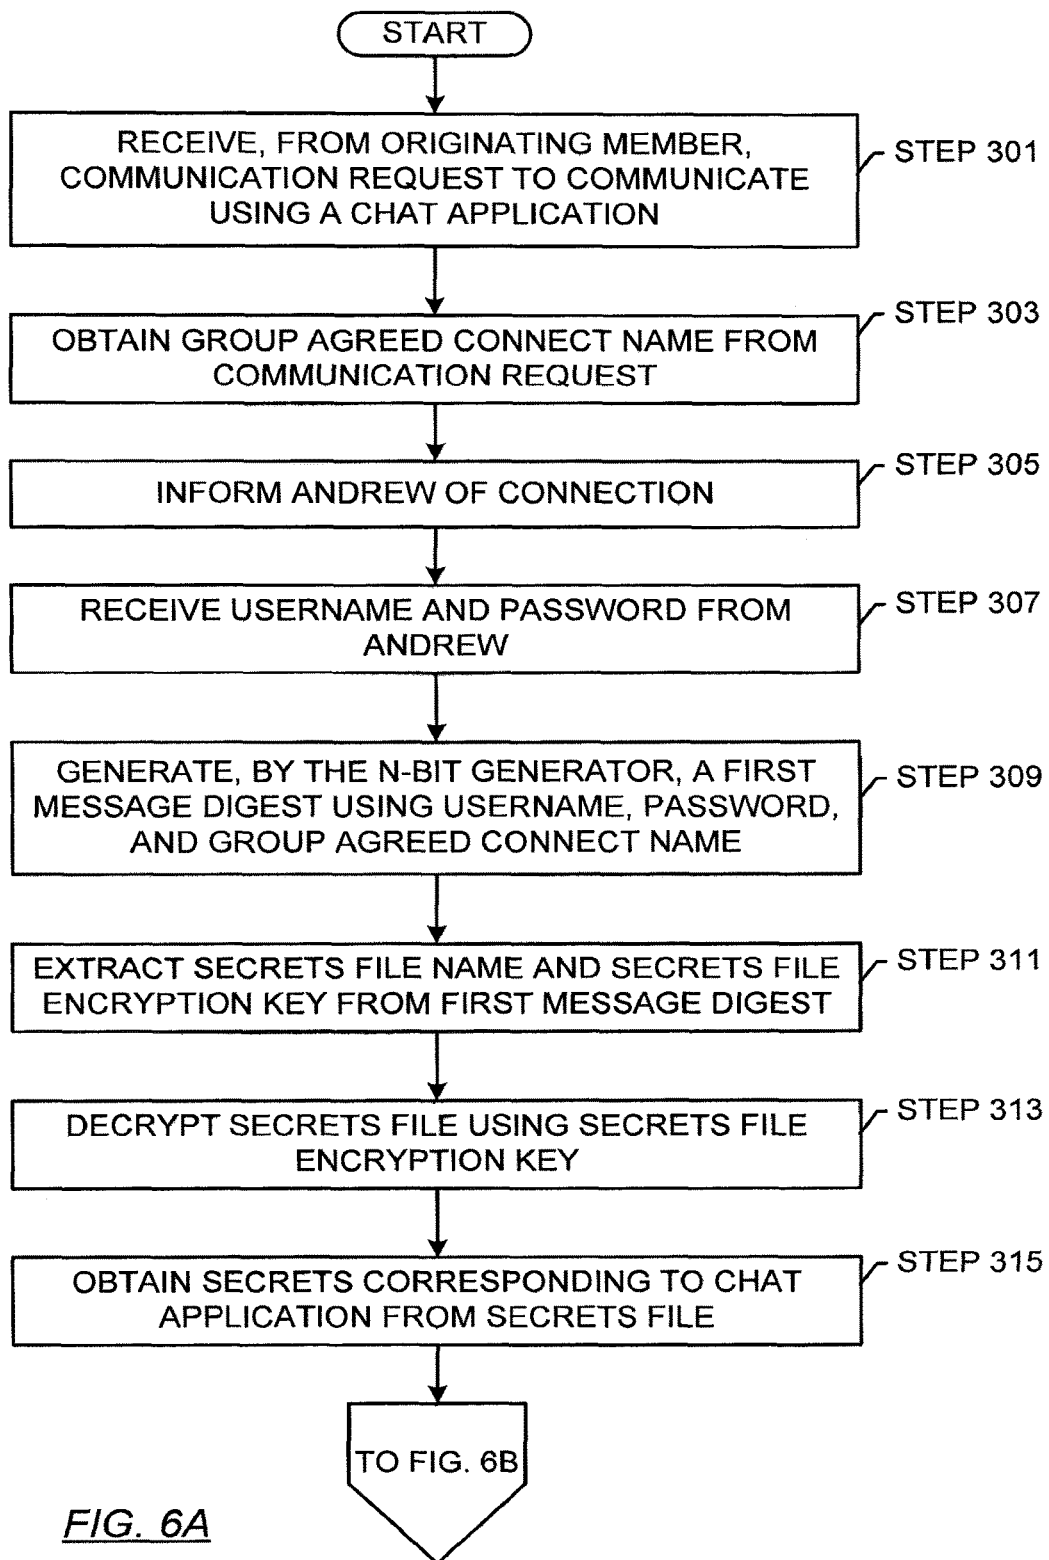 START
RECEIVE, FROM ORIGINATING MEMBER,
COMMUNICATION REQUEST TO COMMUNICATE
USING A CHAT APPLICATION
STEP 301
OBTAIN GROUP AGREED CONNECT NAME FROM
COMMUNICATION REQUEST
STEP 303
INFORM ANDREW OF CONNECTION
STEP 305
RECEIVE USERNAME AND PASSWORD FROM
ANDREW
STEP 307
GENERATE, BY THE N-BIT GENERATOR, A FIRST
MESSAGE DIGEST USING USERNAME, PASSWORD,
AND GROUP AGREED CONNECT NAME
STEP 309
EXTRACT SECRETS FILE NAME AND SECRETS FILE
ENCRYPTION KEY FROM FIRST MESSAGE DIGEST
STEP 311
DECRYPT SECRETS FILE USING SECRETS FILE
ENCRYPTION KEY
STEP 313
OBTAIN SECRETS CORRESPONDING TO CHAT
APPLICATION FROM SECRETS FILE
STEP 315
TO FIG. 6B
FIG. 6A